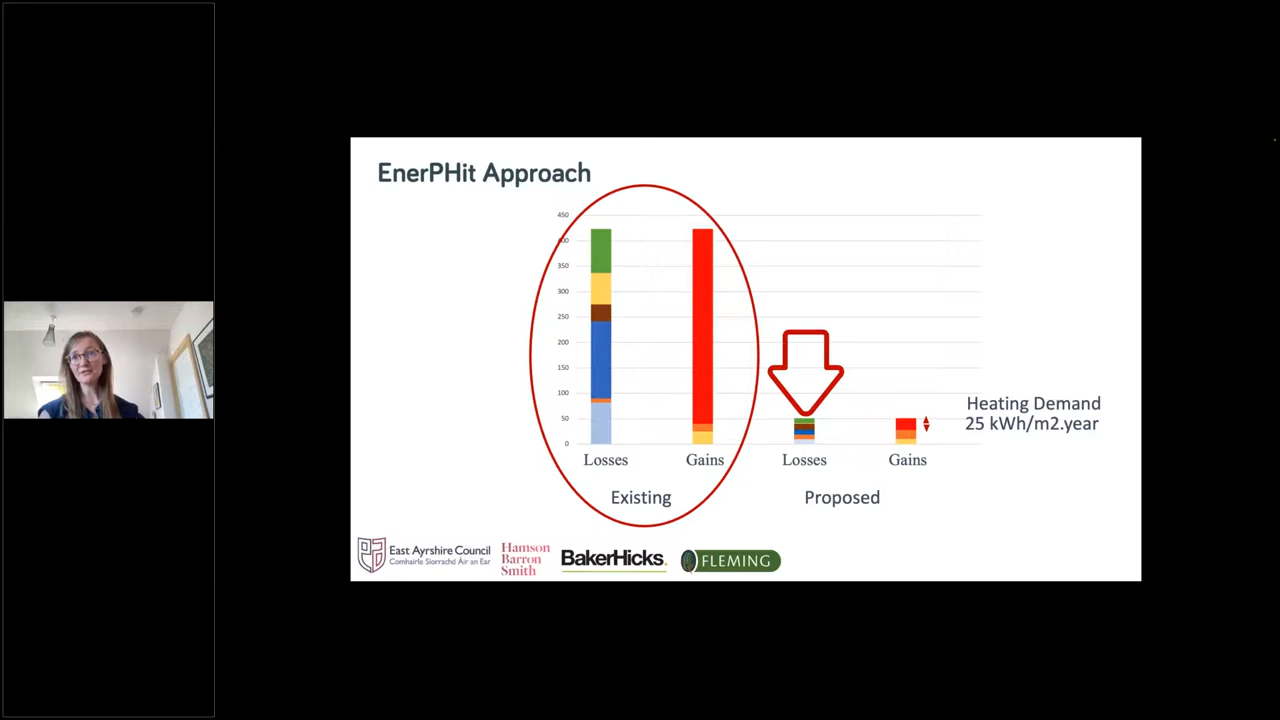 EnerPHit Approach
450
400
350
300
250
200
150
100
50
0
Heating Demand
25 kWh/m2.year
Losses Gains Losses Gains
Existing Proposed
East Ayrshire Council
Comhairle Siorrachd Àir an Ear
Hamson
Barron
Smith
BakerHicks.
FLEMING